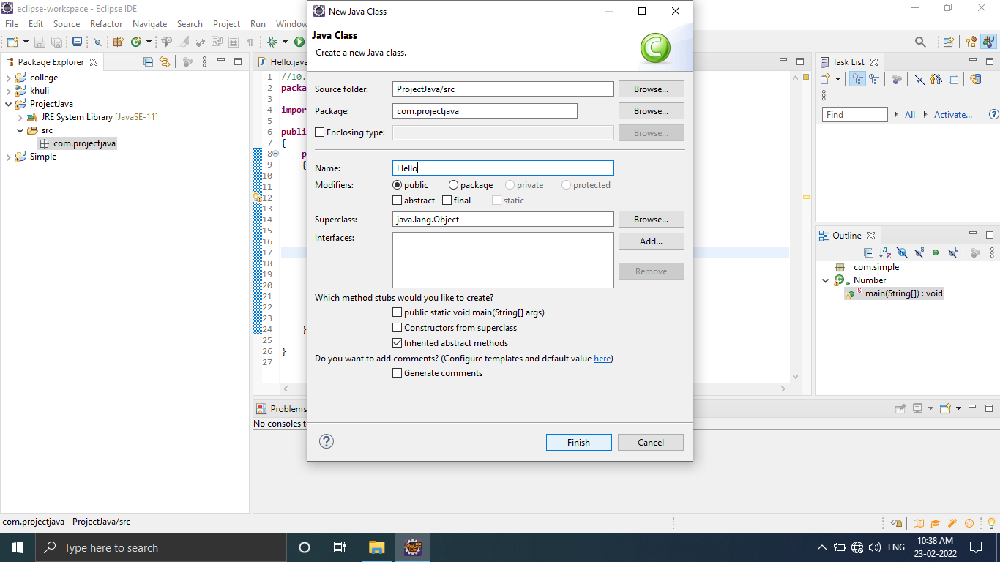 eclipse-workspace - Eclipse IDE
File Edit Source Refactor Navigate Search Project Run Window
New Java Class
Java Class
Create a new Java class.
Source folder: ProjectJava/src Browse...
Package: com.projectjava Browse...
Enclosing type: Browse...
Name: Hello
Modifiers: public package private protected
abstract final static
Superclass: java.lang.Object Browse...
Interfaces: Add...
Remove
Which method stubs would you like to create?
public static void main(String[] args)
Constructors from superclass
Inherited abstract methods
Do you want to add comments? (Configure templates and default value here)
Generate comments
Finish Cancel
Package Explorer
college
khuli
ProjectJava
JRE System Library [JavaSE-11]
src
com.projectjava
Simple
Hello.java
1 //10.
2 packa
3
4 impor
5
6 publi
7 {
8 p
9 {
10
11
12
13
14
15
16
17
18
19
20
21
22
23
24 }
25
26 }
27
Problems
No consoles t
Task List
Find All Activate...
Outline
com.simple
Number
main(String[]) : void
com.projectjava - ProjectJava/src
Type here to search
JAVA EE
IDE
ENG
10:38 AM
23-02-2022